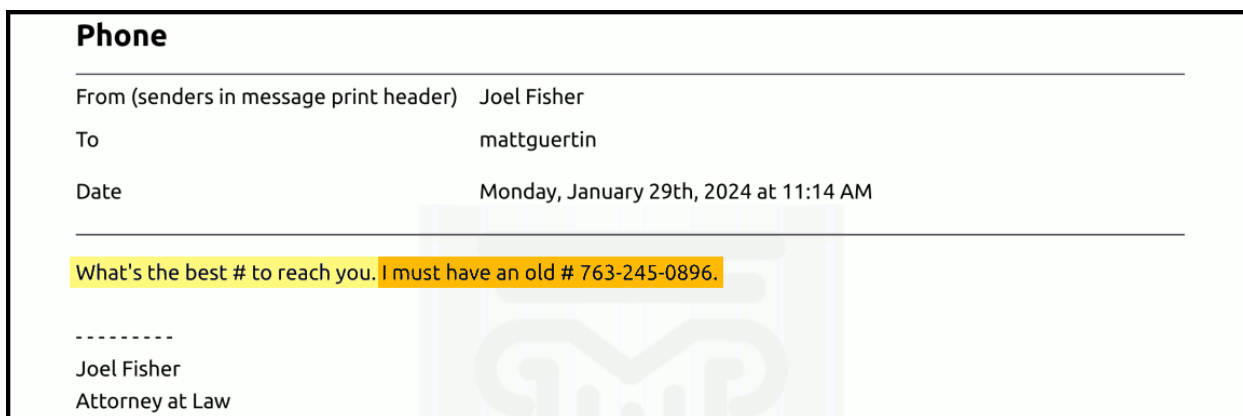 Phone
From (senders in message print header) Joel Fisher
To mattguertin
Date Monday, January 29th, 2024 at 11:14 AM
What's the best # to reach you. I must have an old # 763-245-0896.
- - - - - - - - -
Joel Fisher
Attorney at Law